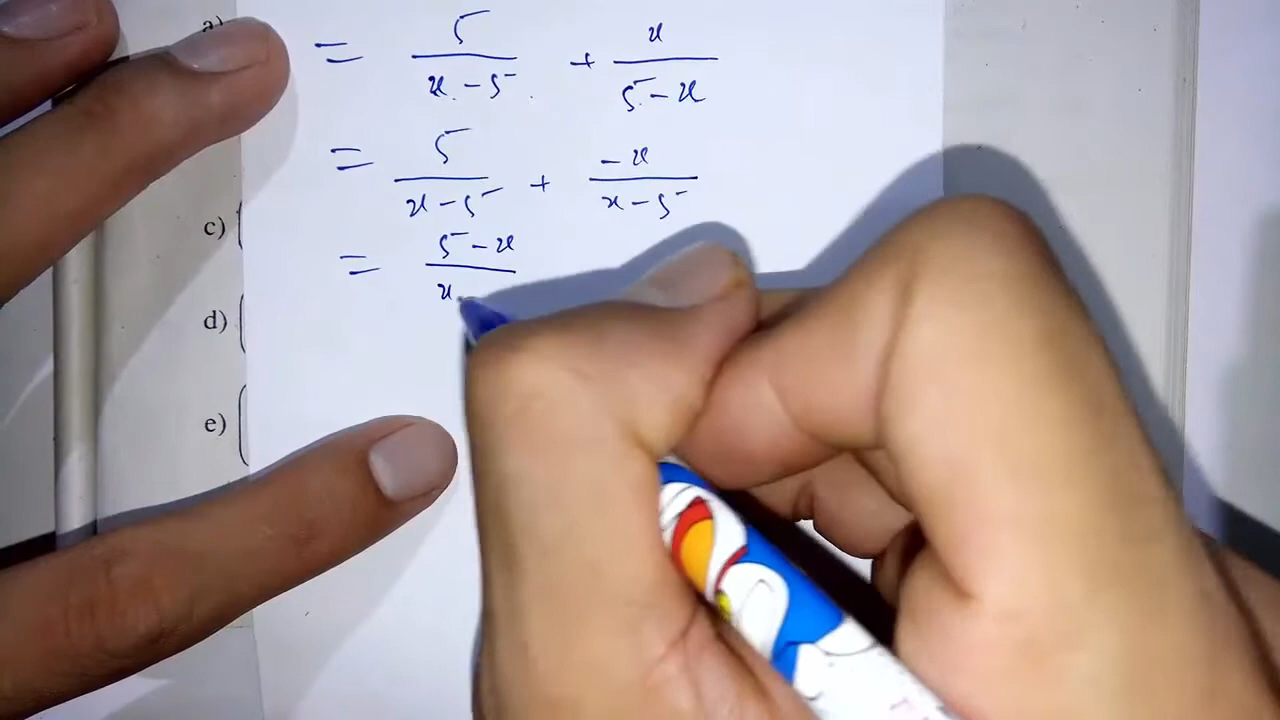 a)
= 5/x-5 + x/5-x
= 5/x-5 + -x/x-5
c)
= 5-x/x
d)
e)